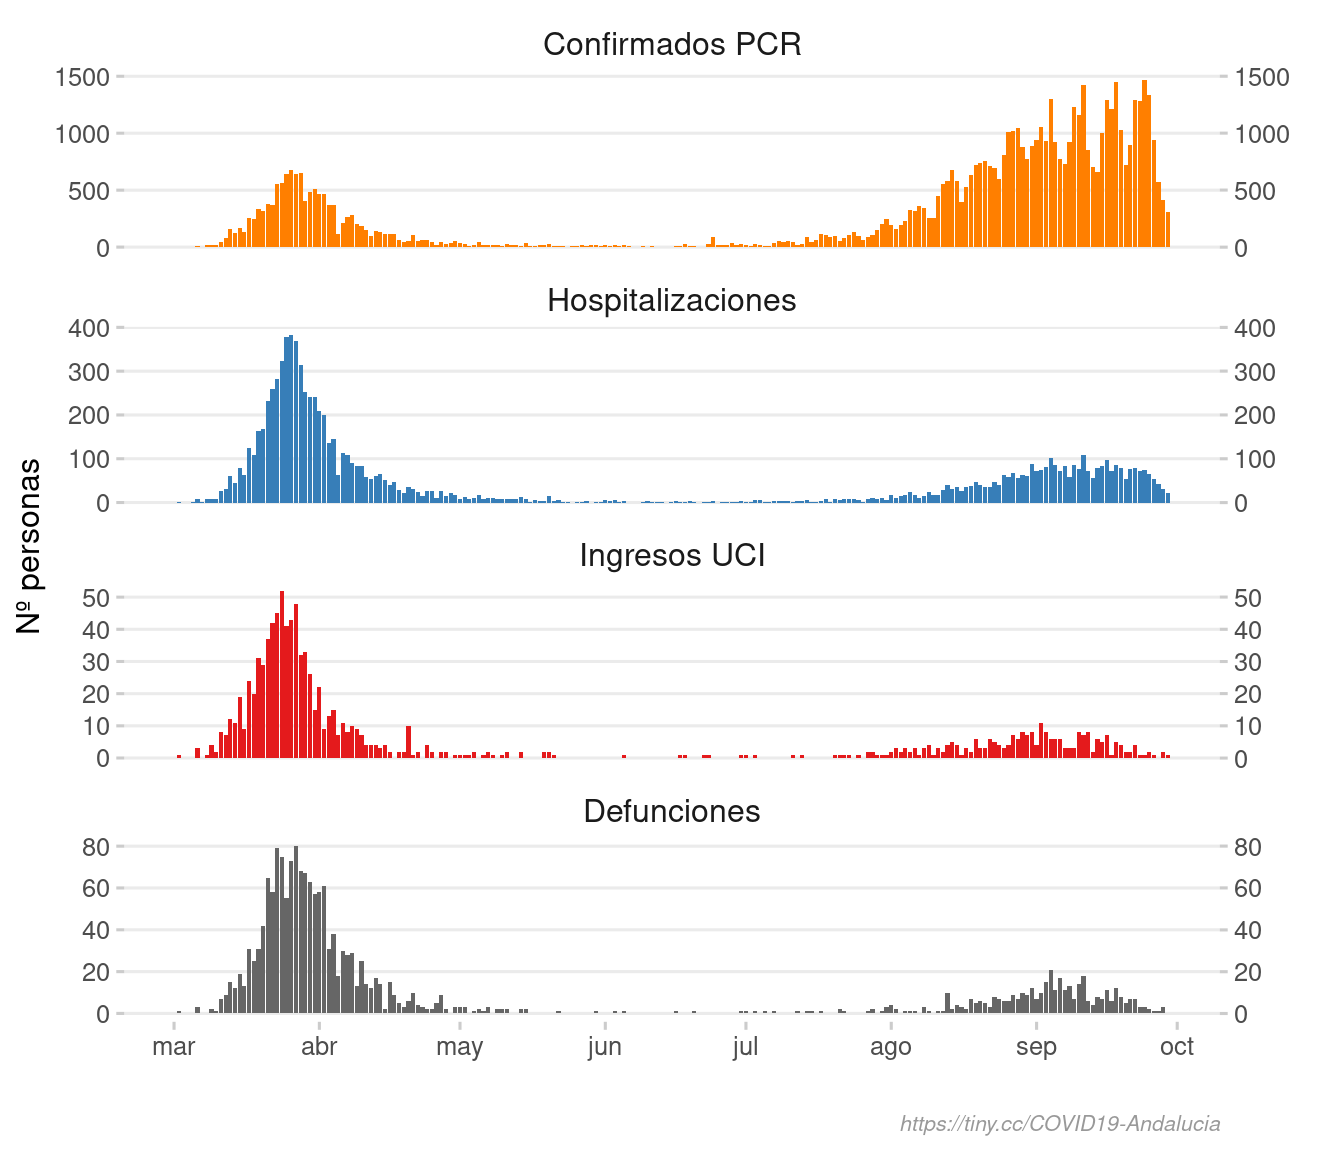 Confirmados PCR
1500 1500
1000 1000
500 500
0 0
Hospitalizaciones
400 400
300 300
200 200
100 100
0 0
Nº personas
Ingresos UCI
50 50
40 40
30 30
20 20
10 10
0 0
Defunciones
80 80
60 60
40 40
20 20
0 0
mar abr may jun jul ago sep oct
https://tiny.cc/COVID19-Andalucia